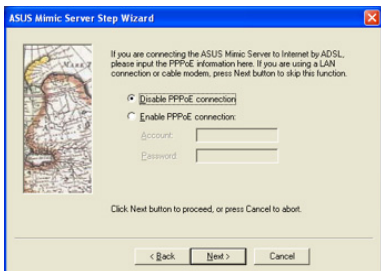 ASUS Mimic Server Step Wizard
If you are connecting the ASUS Mimic Server to Internet by ADSL,
please input the PPPoE information here. If you are using a LAN
connection or cable modem, press Next button to skip this function.
Disable PPPoE connection
Enable PPPoE connection:
Account:
Password:
Click Next button to proceed, or press Cancel to abort.
< Back
Next >
Cancel